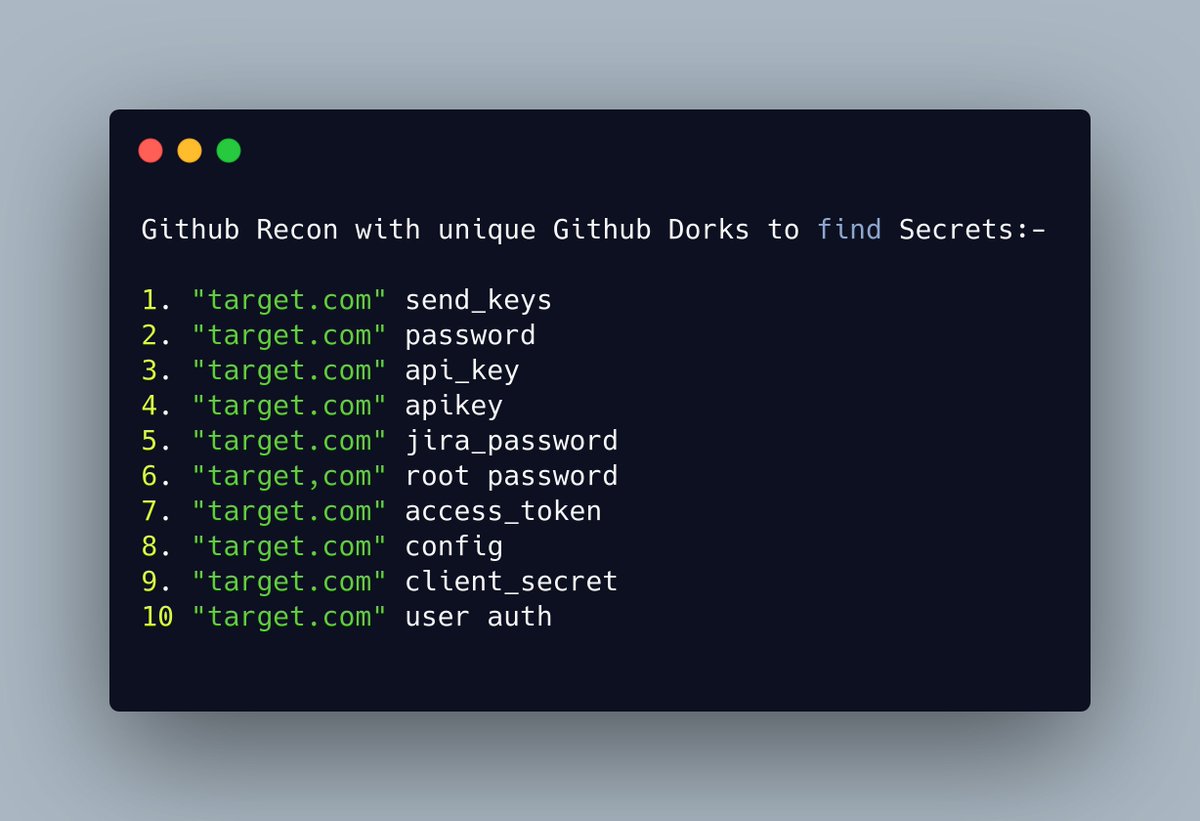 Github Recon with unique Github Dorks to find Secrets:-
1. "target.com" send_keys
2. "target.com" password
3. "target.com" api_key
4. "target.com" apikey
5. "target.com" jira_password
6. "target,com" root password
7. "target.com" access_token
8. "target.com" config
9. "target.com" client_secret
10 "target.com" user auth